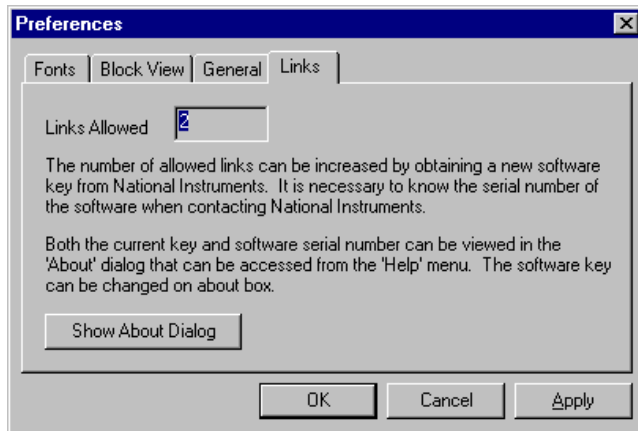 Preferences
Fonts Block View General Links
Links Allowed 2
The number of allowed links can be increased by obtaining a new software
key from National Instruments. It is necessary to know the serial number of
the software when contacting National Instruments.
Both the current key and software serial number can be viewed in the
'About' dialog that can be accessed from the 'Help' menu. The software key
can be changed on about box.
Show About Dialog
OK Cancel Apply